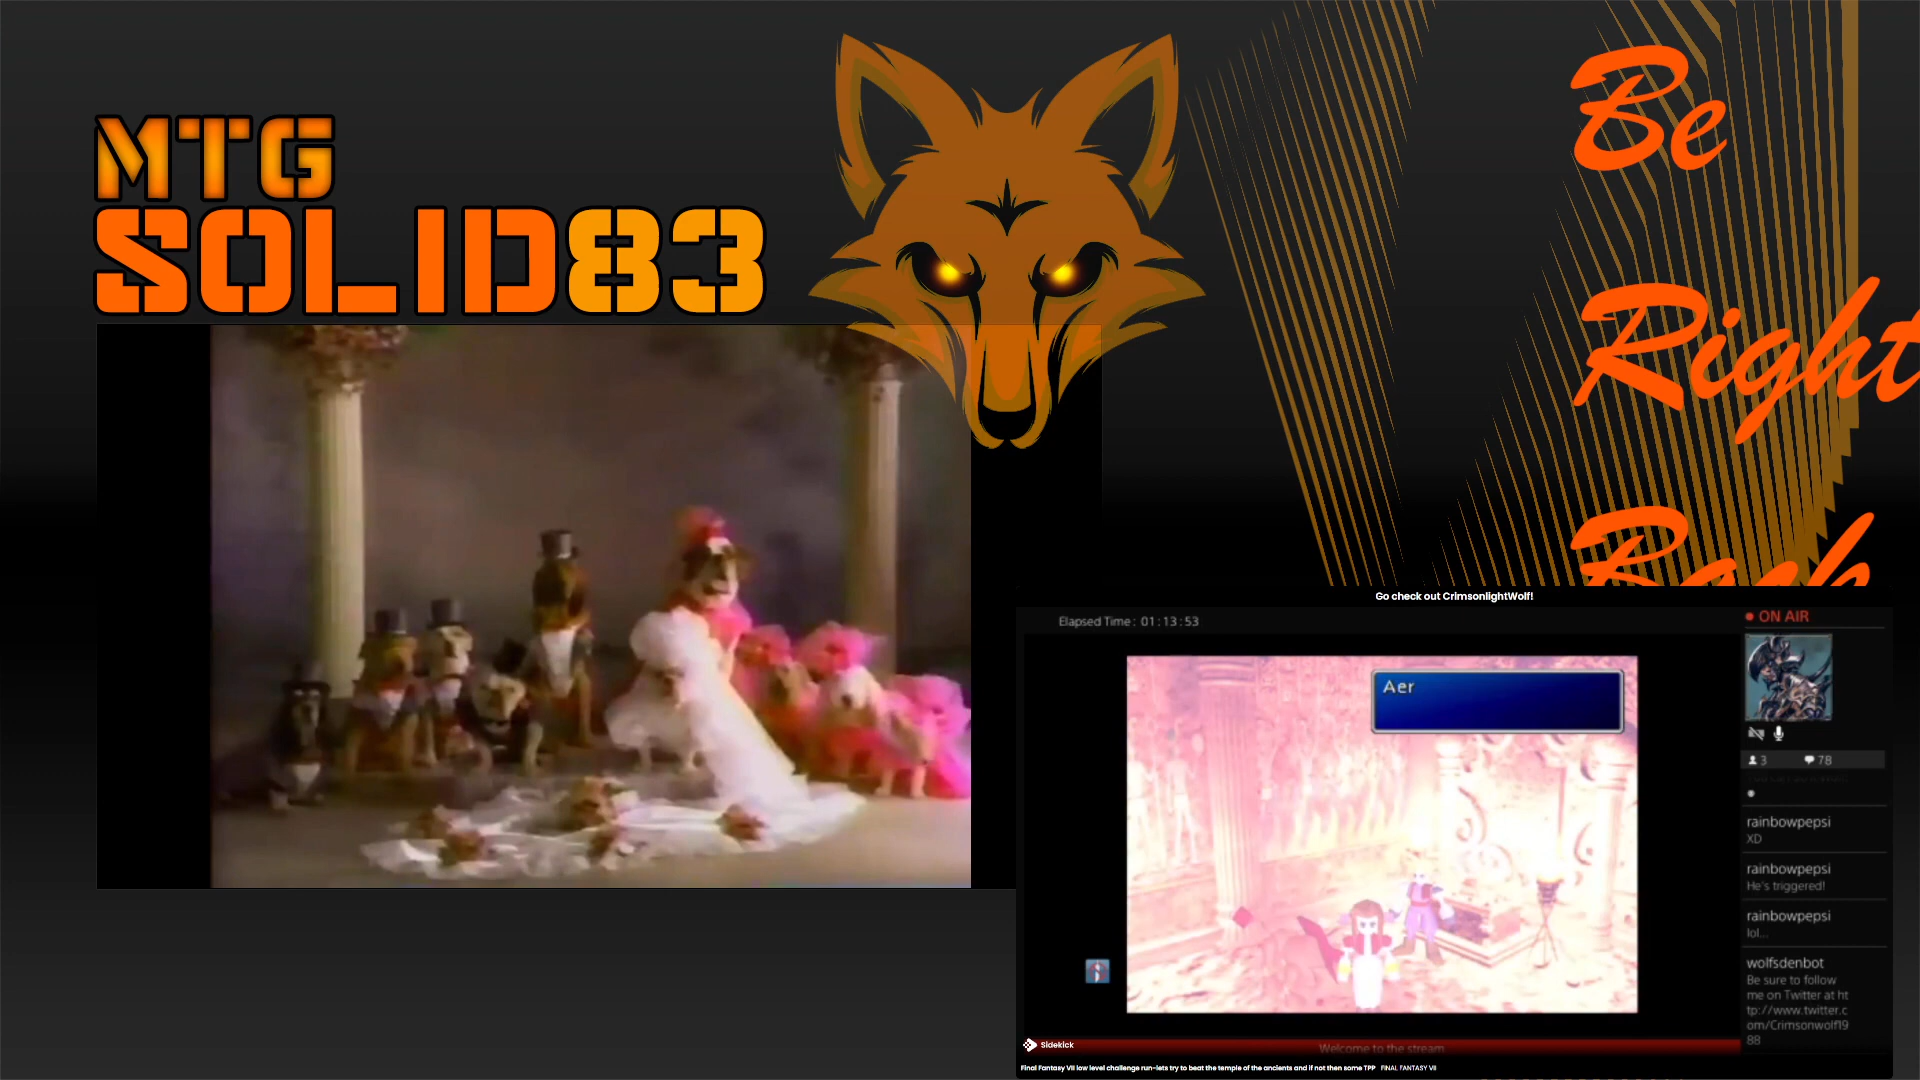 MTG
SOLID83
Be
Right
Back
Go check out CrimsonlightWolf!
Elapsed Time: 01:13:53
ON AIR
Aer
3 78
rainbowpepsi
XD
rainbowpepsi
He's triggered!
rainbowpepsi
lol...
wolfsdenbot
Be sure to follow
me on Twitter at ht
tp://www.twitter.c
om/Crimsonwolf19
88
Sidekick
Welcome to the stream
Final Fantasy VII low level challenge run-lets try to beat the temple of the ancients and if not then some TPP FINAL FANTASY VII